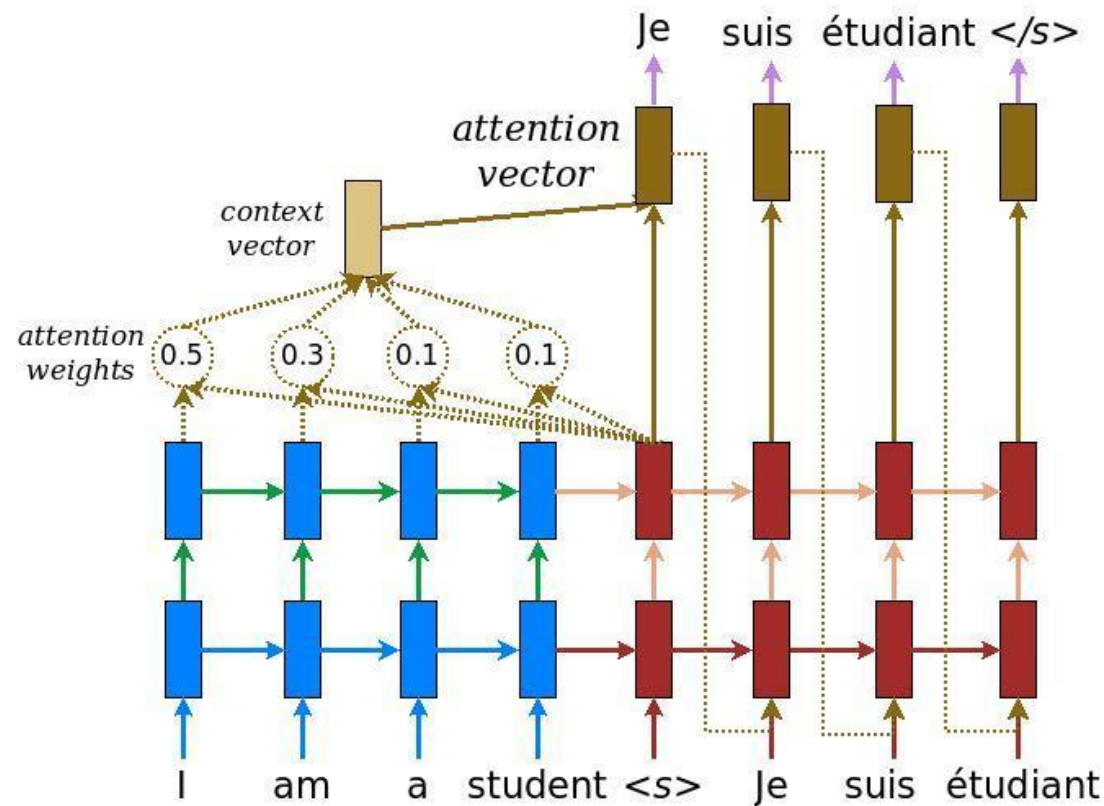 Je suis étudiant </s>
attention
vector
context
vector
attention
weights
0.5 0.3 0.1 0.1
I am a student <s> Je suis étudiant